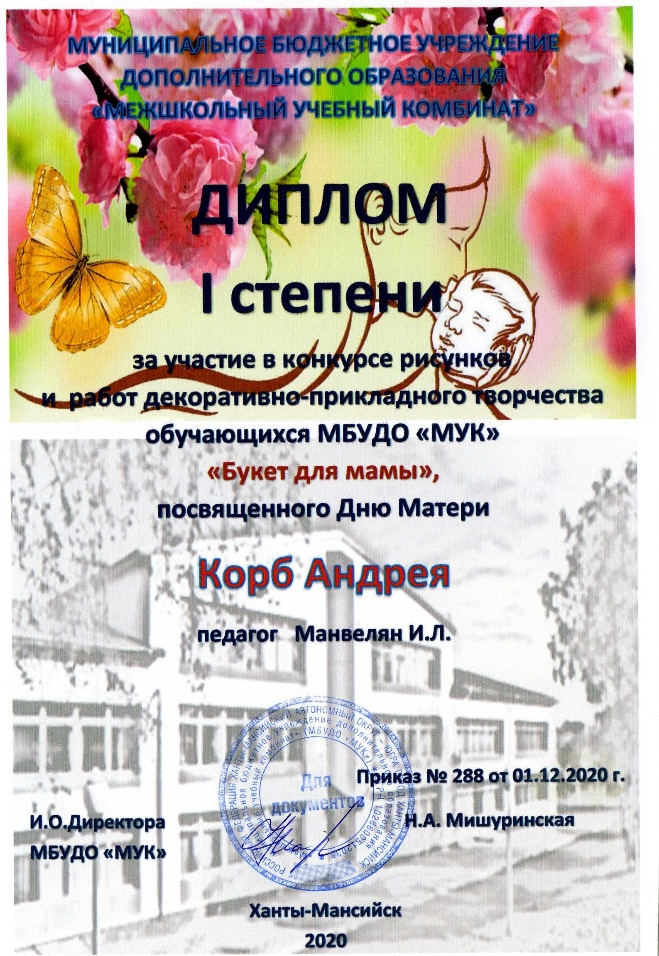 МУНИЦИПАЛЬНОЕ БЮДЖЕТНОЕ УЧРЕЖДЕНИЕ
ДОПОЛНИТЕЛЬНОГО ОБРАЗОВАНИЯ
«МЕЖШКОЛЬНЫЙ УЧЕБНЫЙ КОМБИНАТ»
ДИПЛОМ
I степени
за участие в конкурсе рисунков
и работ декоративно-прикладного творчества
обучающихся МБУДО «МУК»
«Букет для мамы»,
посвященного Дню Матери
Корб Андрея
педагог Манвелян И.Л.
Для
документов
Приказ № 288 от 01.12.2020 г.
И.О.Директора Н.А. Мишуринская
МБУДО «МУК»
Ханты-Мансийск
2020